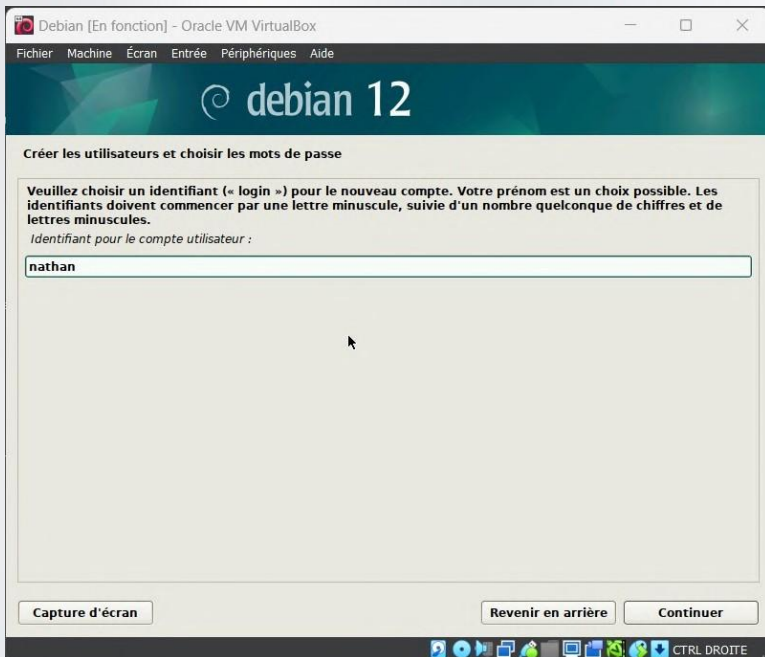 Debian [En fonction] - Oracle VM VirtualBox
Fichier Machine Écran Entrée Périphériques Aide
debian 12
Créer les utilisateurs et choisir les mots de passe
Veuillez choisir un identifiant (« login ») pour le nouveau compte. Votre prénom est un choix possible. Les
identifiants doivent commencer par une lettre minuscule, suivie d'un nombre quelconque de chiffres et de
lettres minuscules.
Identifiant pour le compte utilisateur :
nathan
Capture d'écran Revenir en arrière Continuer
CTRL DROITE